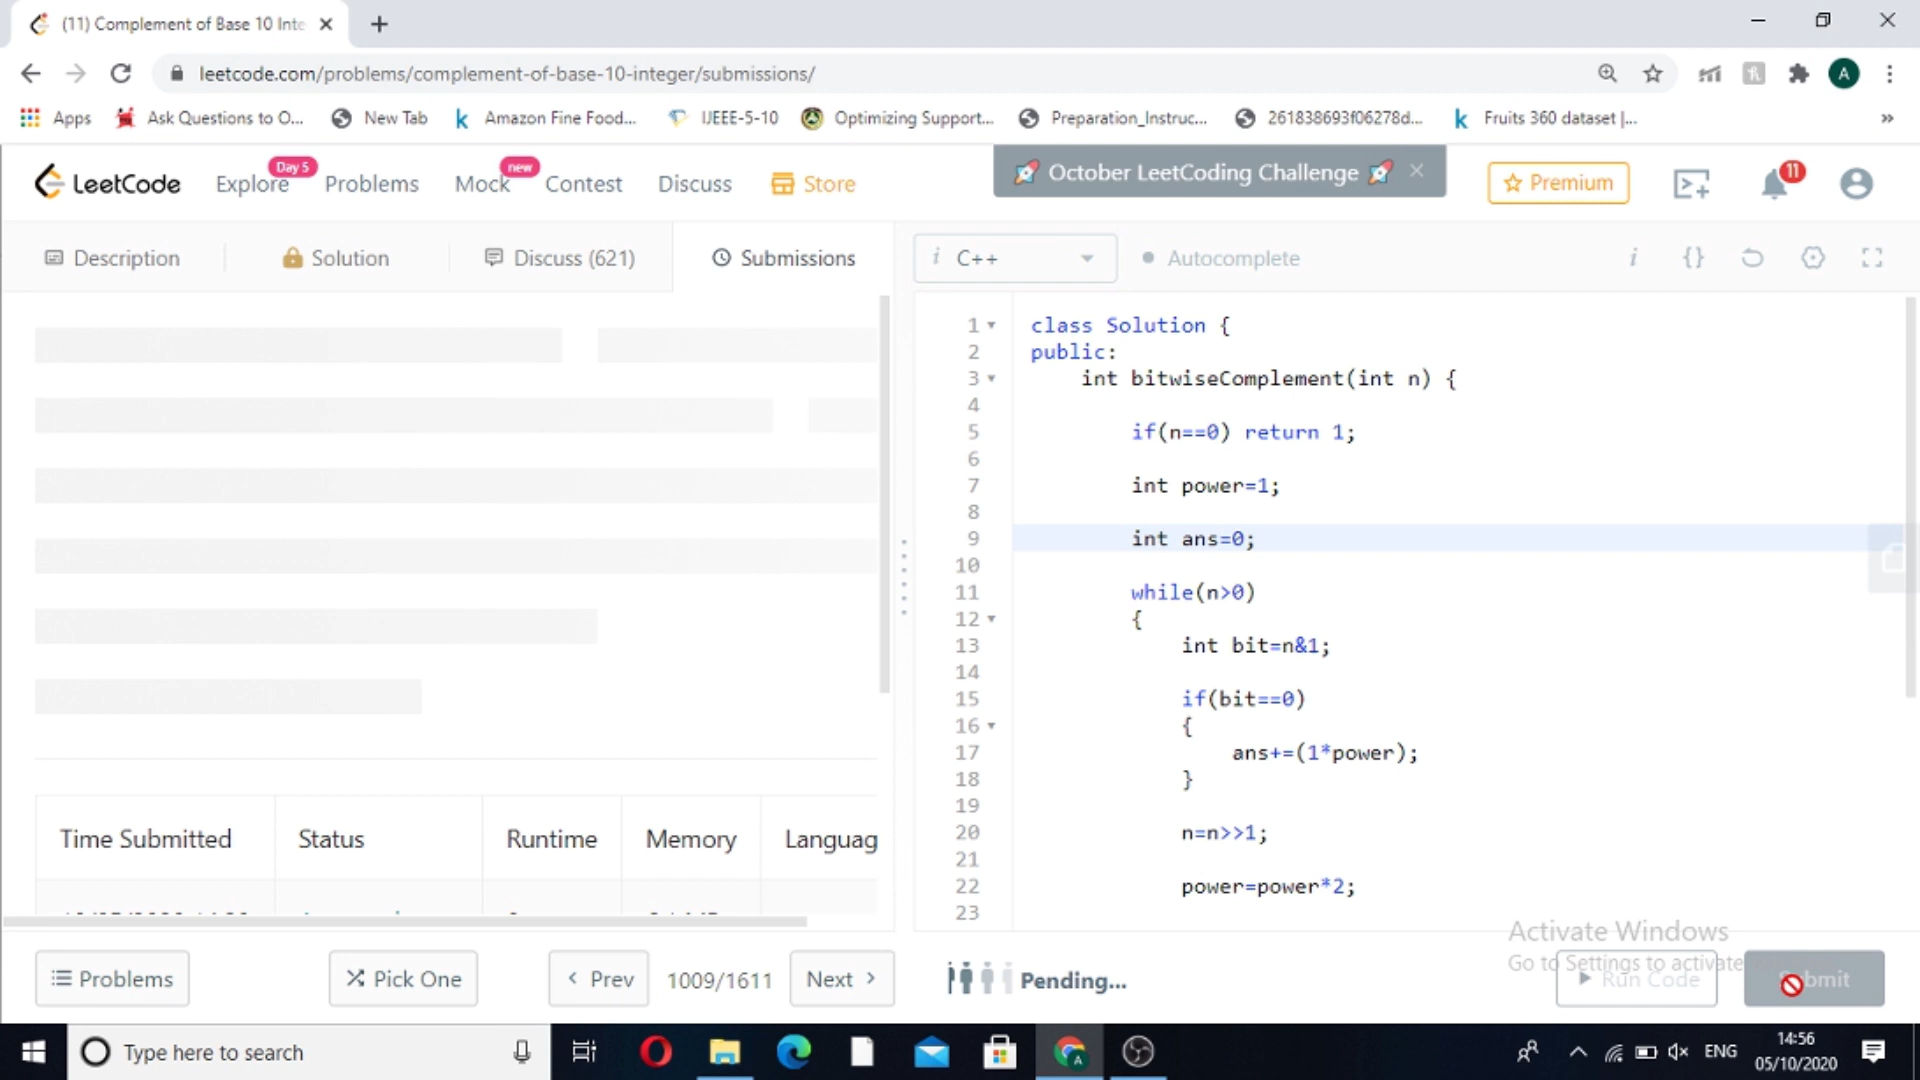 (11) Complement of Base 10 Inte
leetcode.com/problems/complement-of-base-10-integer/submissions/
A
Apps
Ask Questions to O...
New Tab
Amazon Fine Food...
IJEEE-5-10
Optimizing Support...
Preparation_Instruc...
261838693f06278d...
Fruits 360 dataset |...
»
LeetCode
Explore
Day 5
Problems
Mock
new
Contest
Discuss
Store
October LeetCoding Challenge
Premium
11
Description
Solution
Discuss (621)
Submissions
i C++
Autocomplete
i {}
1 class Solution {
2 public:
3 int bitwiseComplement(int n) {
4
5 if(n==0) return 1;
6
7 int power=1;
8
9 int ans=0;
10
11 while(n>0)
12 {
13 int bit=n&1;
14
15 if(bit==0)
16 {
17 ans+=(1*power);
18 }
19
20 n=n>>1;
21
22 power=power*2;
23
Time Submitted
Status
Runtime
Memory
Languag
Activate Windows
Go to Settings to activate
Problems
Pick One
Prev
1009/1611
Next
Pending...
Run Code
bmit
Type here to search
A
ENG
14:56
05/10/2020